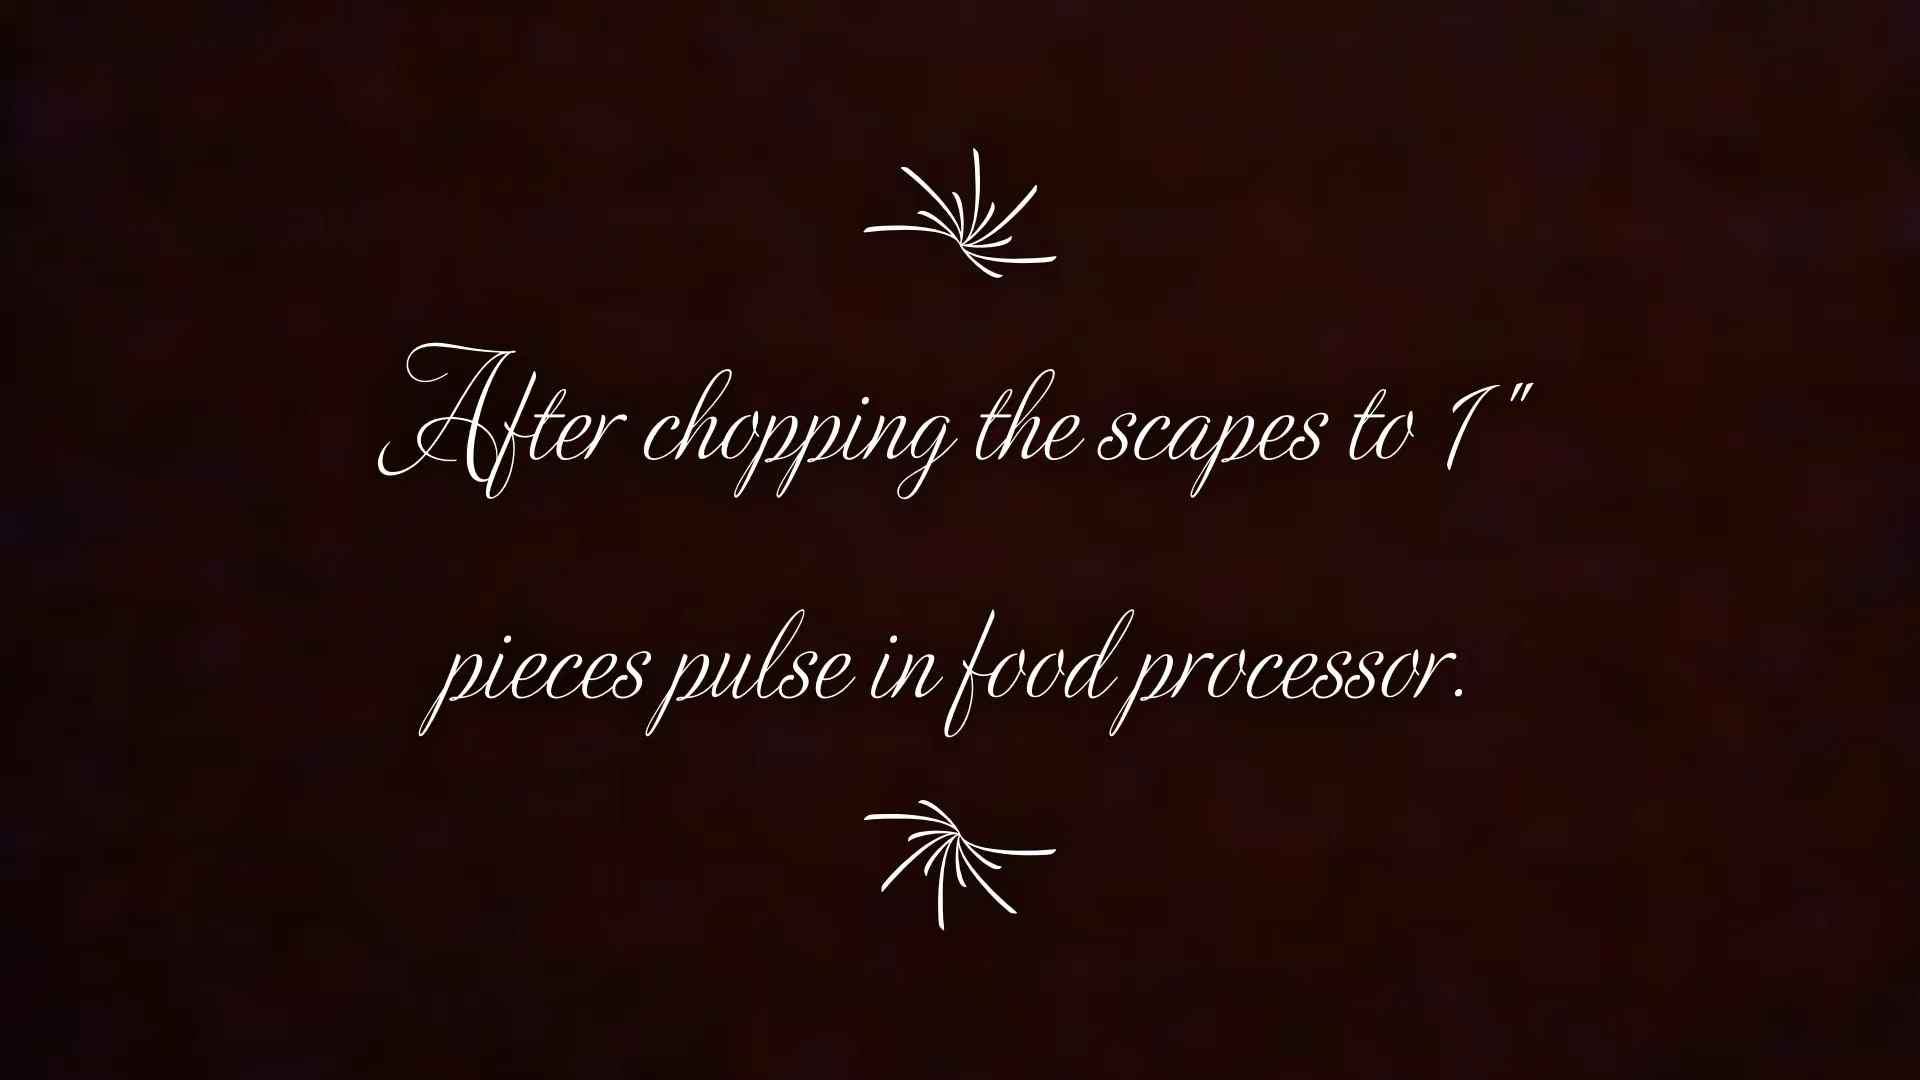 After chopping the scapes to 1"
pieces pulse in food processor.